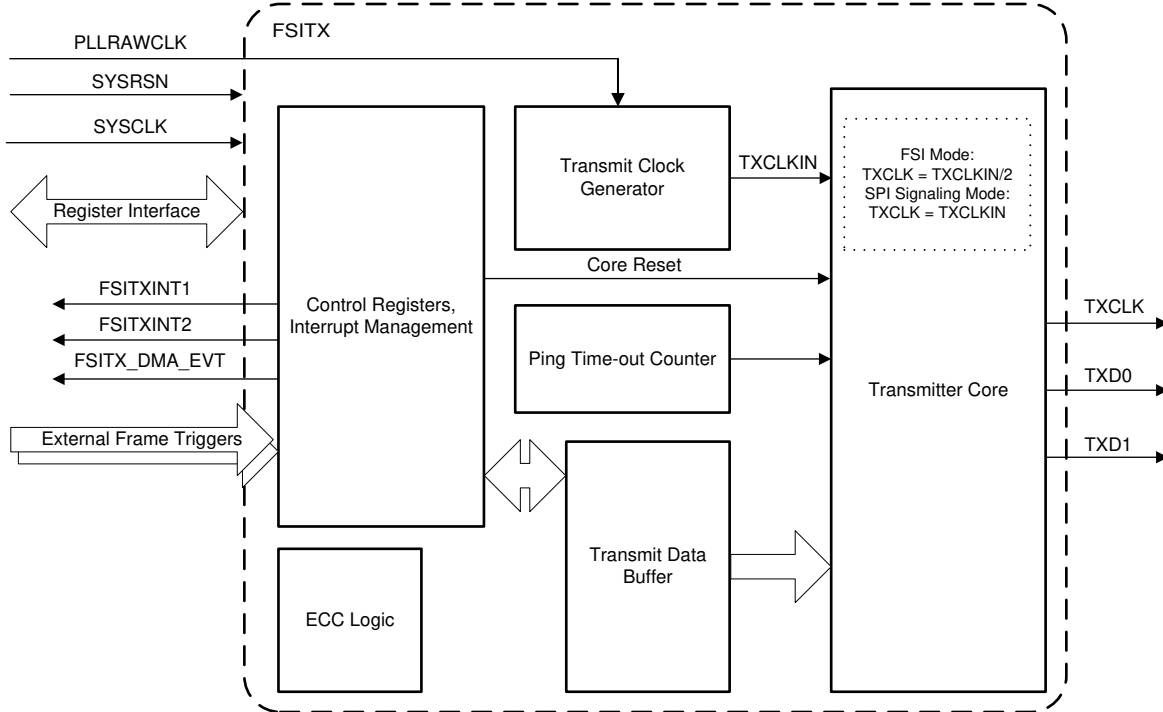 FSITX
PLLRAWCLK
SYSRSN
SYSCLK
Register Interface
FSITXINT1
FSITXINT2
FSITX_DMA_EVT
External Frame Triggers
Control Registers,
Interrupt Management
ECC Logic
Transmit Clock
Generator
TXCLKIN
Core Reset
Ping Time-out Counter
Transmit Data
Buffer
FSI Mode:
TXCLK = TXCLKIN/2
SPI Signaling Mode:
TXCLK = TXCLKIN
Transmitter Core
TXCLK
TXD0
TXD1